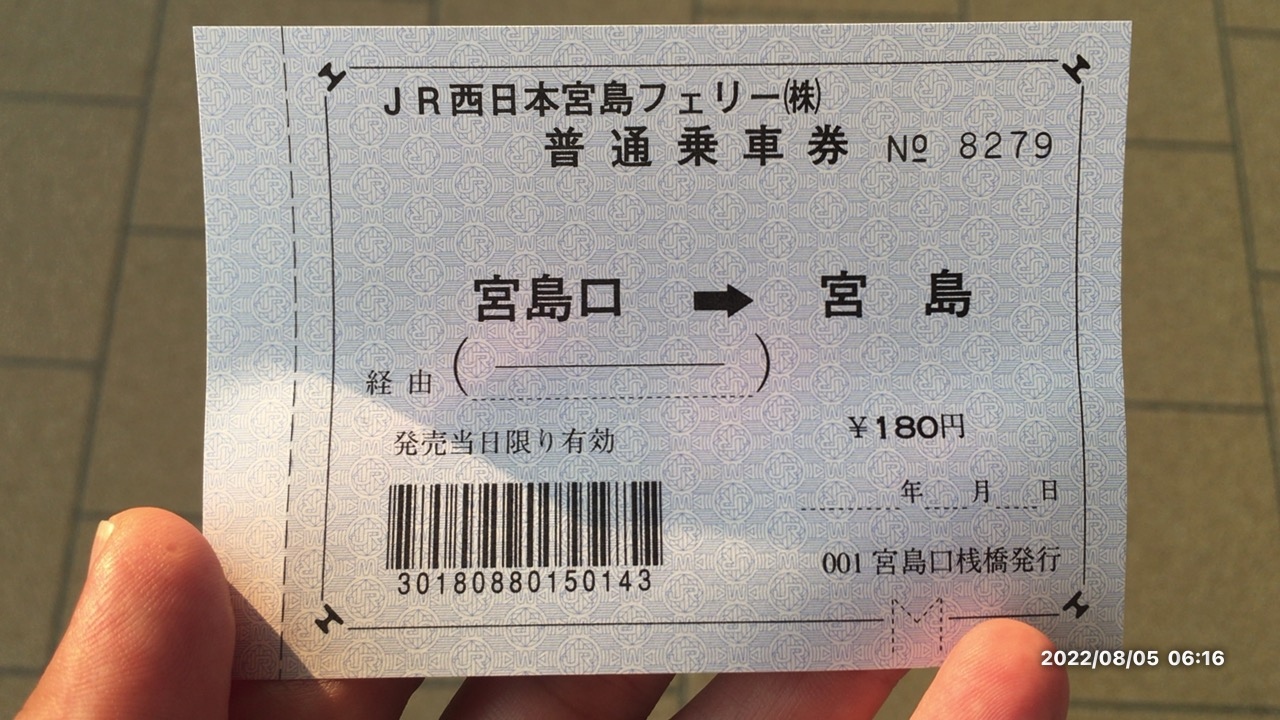 JR西日本宮島フェリー㈱
普通乗車券 № 8279
宮島口 ➡ 宮島
経由 ( ——— )
発売当日限り有効
¥180円
年 月 日
30180880150143
001 宮島口桟橋発行
2022/08/05 06:16